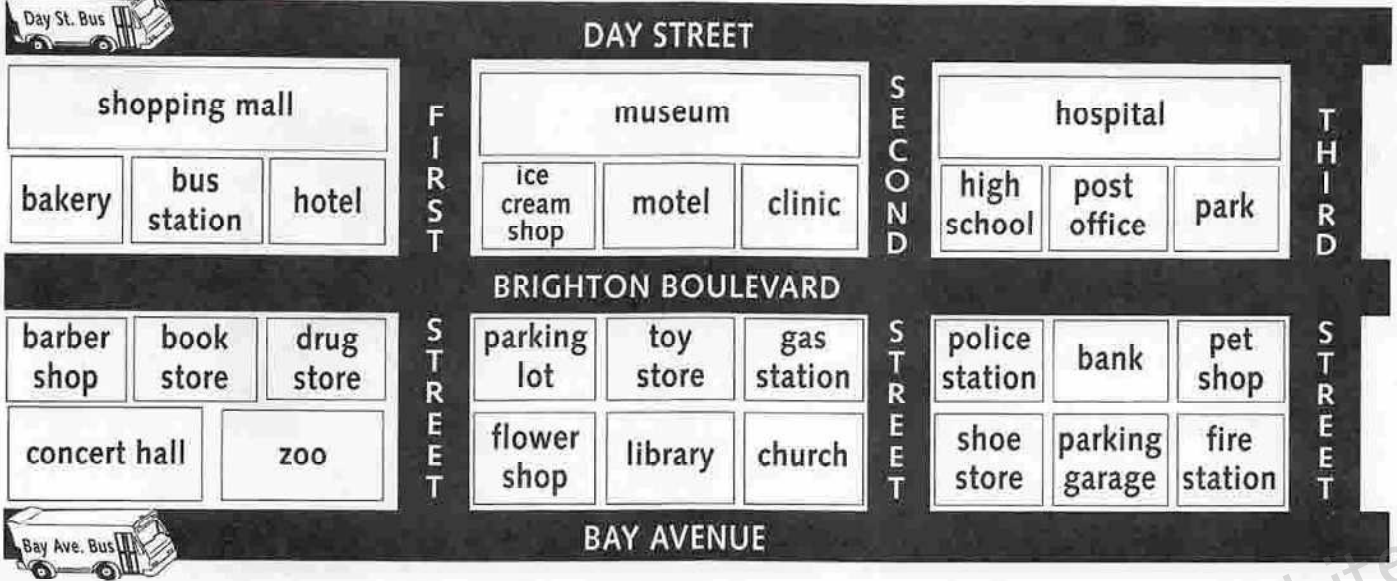 Day St. Bus
DAY STREET
shopping mall
museum
hospital
bakery
bus
station
hotel
ice
cream
shop
motel
clinic
high
school
post
office
park
FIRST
SECOND
THIRD
BRIGHTON BOULEVARD
barber
shop
book
store
drug
store
parking
lot
toy
store
gas
station
police
station
bank
pet
shop
STREET
STREET
STREET
concert hall
zoo
flower
shop
library
church
shoe
store
parking
garage
fire
station
Bay Ave. Bus
BAY AVENUE